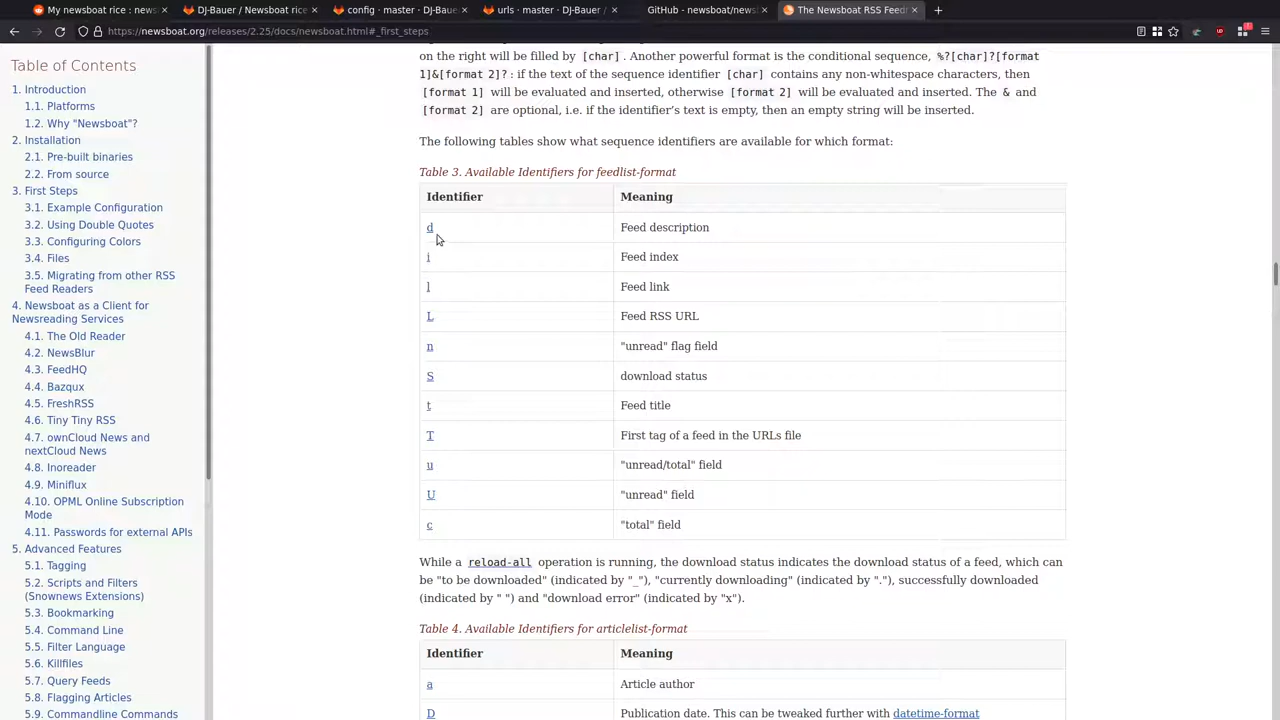 My newsboat rice : news
DJ-Bauer / Newsboat rice
config · master · DJ-Baue
urls · master · DJ-Bauer /
GitHub - newsboat/news
The Newsboat RSS Feed
https://newsboat.org/releases/2.25/docs/newsboat.html#_first_steps
Table of Contents
1. Introduction
1.1. Platforms
1.2. Why "Newsboat"?
2. Installation
2.1. Pre-built binaries
2.2. From source
3. First Steps
3.1. Example Configuration
3.2. Using Double Quotes
3.3. Configuring Colors
3.4. Files
3.5. Migrating from other RSS
Feed Readers
4. Newsboat as a Client for
Newsreading Services
4.1. The Old Reader
4.2. NewsBlur
4.3. FeedHQ
4.4. Bazqux
4.5. FreshRSS
4.6. Tiny Tiny RSS
4.7. ownCloud News and
nextCloud News
4.8. Inoreader
4.9. Miniflux
4.10. OPML Online Subscription
Mode
4.11. Passwords for external APIs
5. Advanced Features
5.1. Tagging
5.2. Scripts and Filters
(Snownews Extensions)
5.3. Bookmarking
5.4. Command Line
5.5. Filter Language
5.6. Killfiles
5.7. Query Feeds
5.8. Flagging Articles
5.9. Commandline Commands
on the right will be filled by [char]. Another powerful format is the conditional sequence, %?[char]?[format
1]&[format 2]?: if the text of the sequence identifier [char] contains any non-whitespace characters, then
[format 1] will be evaluated and inserted, otherwise [format 2] will be evaluated and inserted. The & and
[format 2] are optional, i.e. if the identifier's text is empty, then an empty string will be inserted.
The following tables show what sequence identifiers are available for which format:
Table 3. Available Identifiers for feedlist-format
Identifier Meaning
d Feed description
i Feed index
l Feed link
L Feed RSS URL
n "unread" flag field
S download status
t Feed title
T First tag of a feed in the URLs file
u "unread/total" field
U "unread" field
c "total" field
While a reload-all operation is running, the download status indicates the download status of a feed, which can
be "to be downloaded" (indicated by "_"), "currently downloading" (indicated by "."), successfully downloaded
(indicated by " ") and "download error" (indicated by "x").
Table 4. Available Identifiers for articlelist-format
Identifier Meaning
a Article author
D Publication date. This can be tweaked further with datetime-format